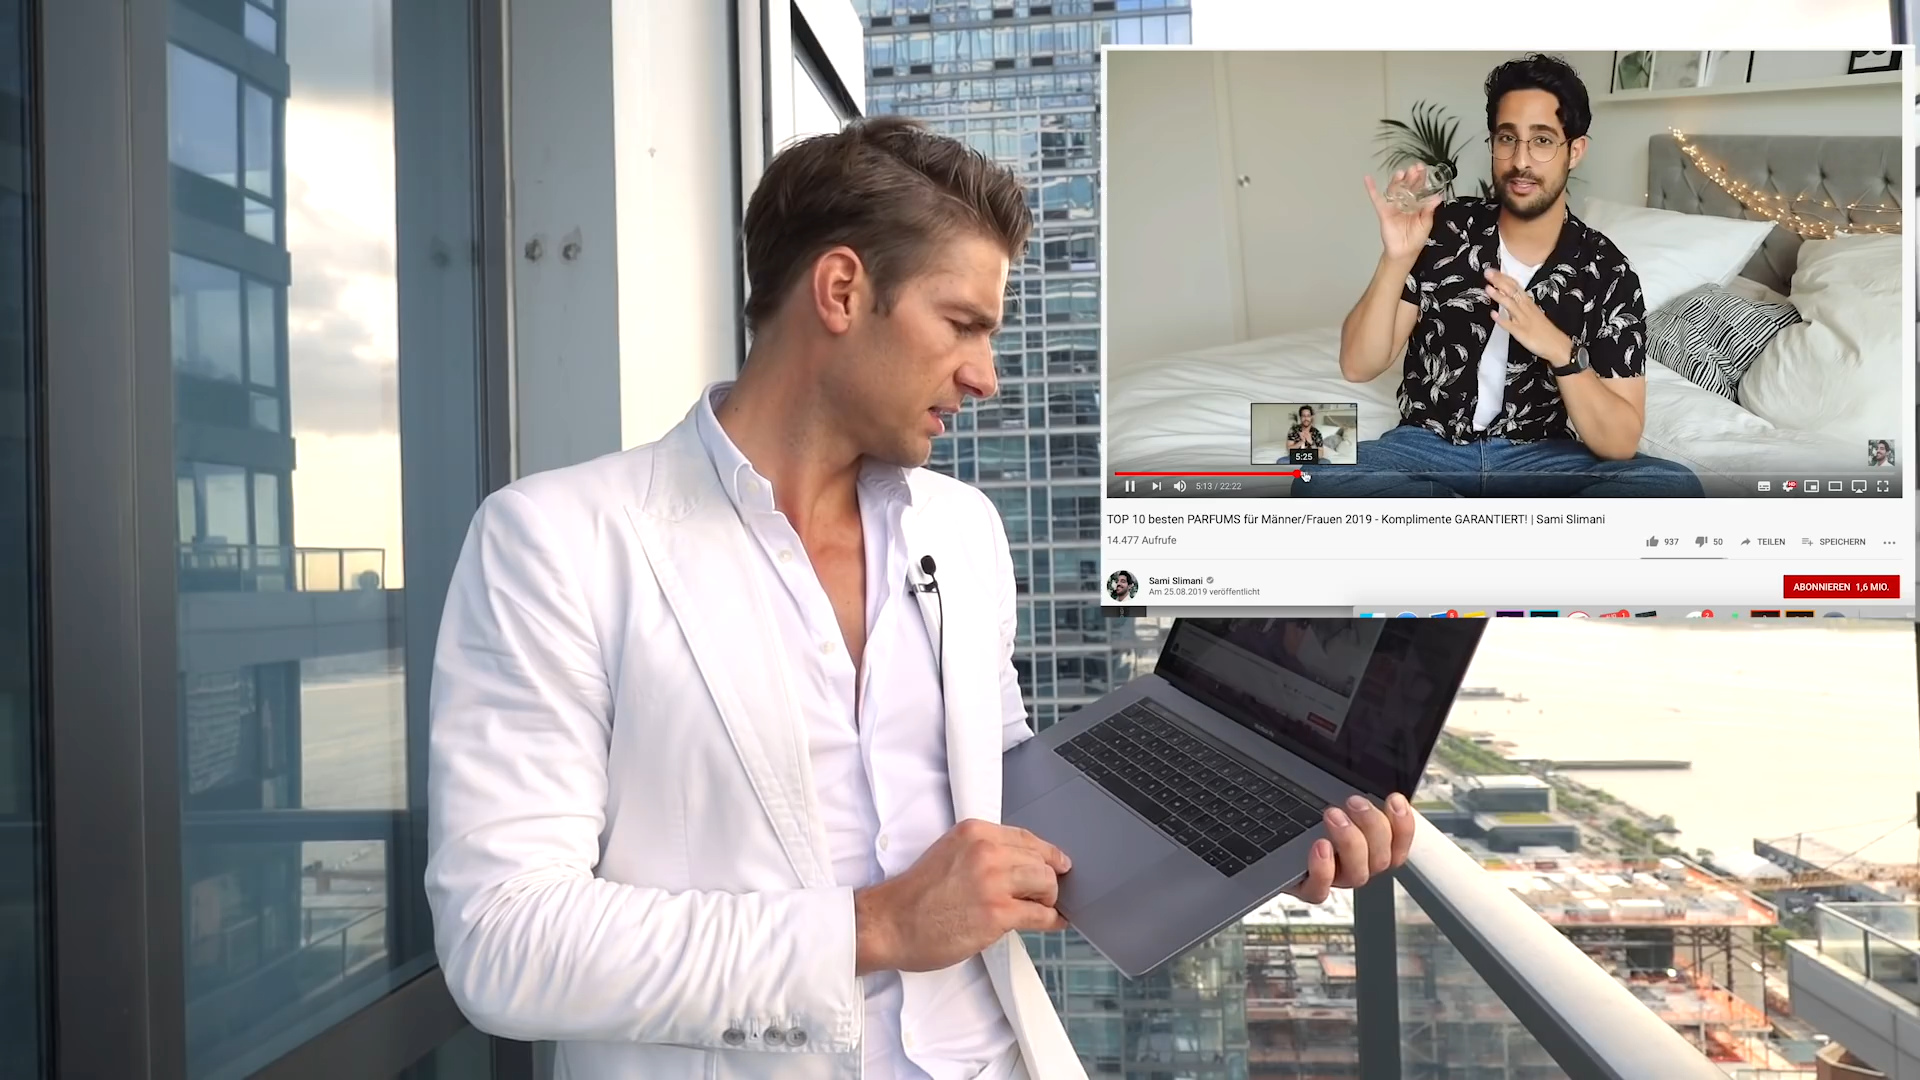 5:25
5:13 / 22:22
HD
TOP 10 besten PARFUMS für Männer/Frauen 2019 - Komplimente GARANTIERT! | Sami Slimani
14.477 Aufrufe
937
50
TEILEN
SPEICHERN
Sami Slimani
Am 25.08.2019 veröffentlicht
ABONNIEREN 1,6 MIO.